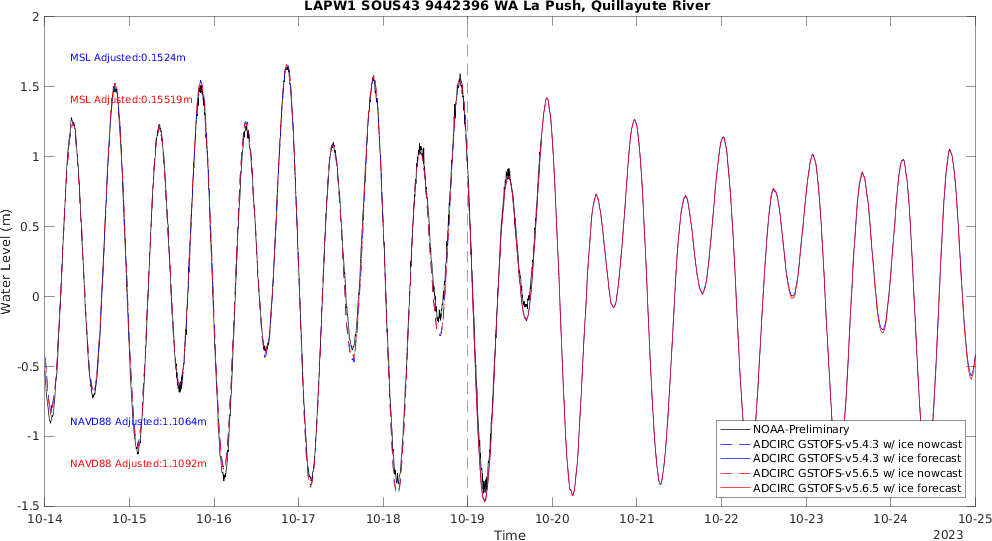 LAPW1 SOUS43 9442396 WA La Push, Quillayute River
2
1.5
1
0.5
0
-0.5
-1
-1.5
Water Level (m)
MSL Adjusted:0.1524m
MSL Adjusted:0.15519m
NAVD88 Adjusted:1.1064m
NAVD88 Adjusted:1.1092m
NOAA-Preliminary
ADCIRC GSTOFS-v5.4.3 w/ ice nowcast
ADCIRC GSTOFS-v5.4.3 w/ ice forecast
ADCIRC GSTOFS-v5.6.5 w/ ice nowcast
ADCIRC GSTOFS-v5.6.5 w/ ice forecast
10-14 10-15 10-16 10-17 10-18 10-19 10-20 10-21 10-22 10-23 10-24 10-25
Time
2023